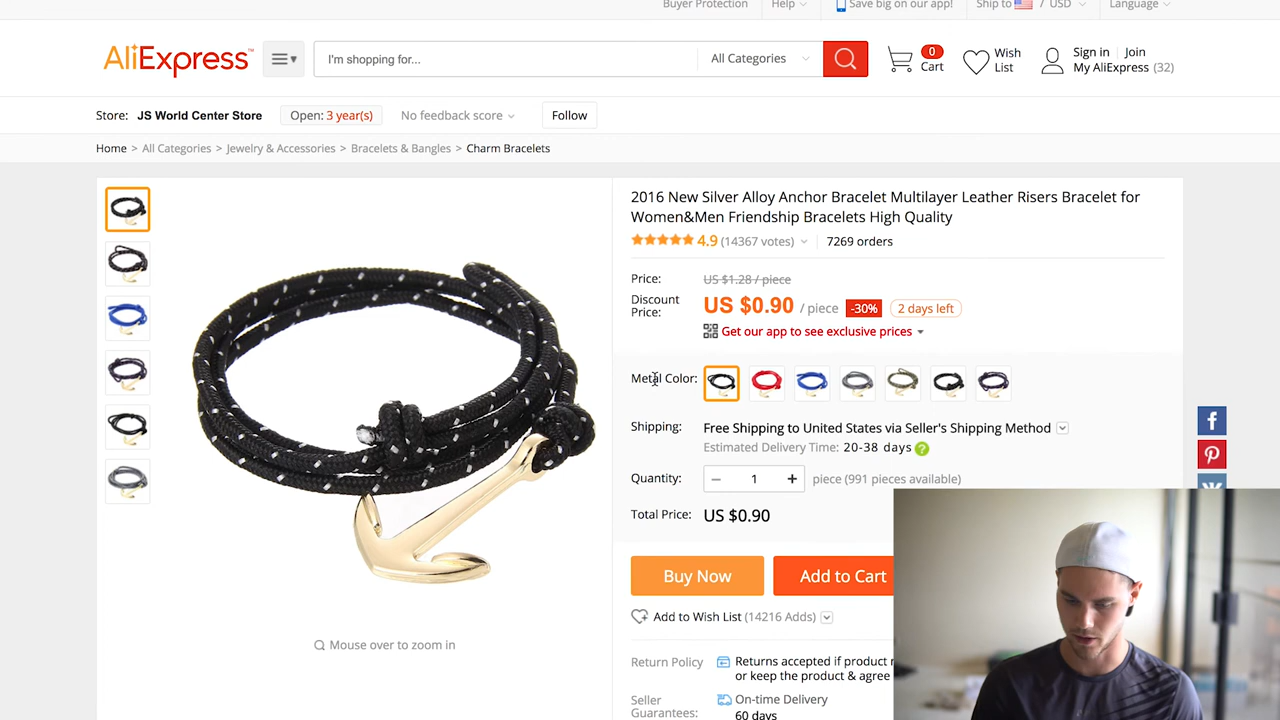 Buyer Protection
Help
Save big on our app!
Ship to / USD
Language
AliExpress™
I'm shopping for...
All Categories
0
Cart
Wish
List
Sign in Join
My AliExpress (32)
Store: JS World Center Store
Open: 3 year(s)
No feedback score
Follow
Home > All Categories > Jewelry & Accessories > Bracelets & Bangles > Charm Bracelets
2016 New Silver Alloy Anchor Bracelet Multilayer Leather Risers Bracelet for
Women&Men Friendship Bracelets High Quality
4.9 (14367 votes) 7269 orders
Price: US $1.28 / piece
Discount
Price:
US $0.90 / piece -30% 2 days left
Get our app to see exclusive prices
Metal Color:
Shipping: Free Shipping to United States via Seller's Shipping Method
Estimated Delivery Time: 20-38 days ?
Quantity: − 1 + piece (991 pieces available)
Total Price: US $0.90
Buy Now
Add to Cart
Add to Wish List (14216 Adds)
Mouse over to zoom in
Return Policy
Returns accepted if product
or keep the product & agree
Seller
Guarantees:
On-time Delivery
60 days